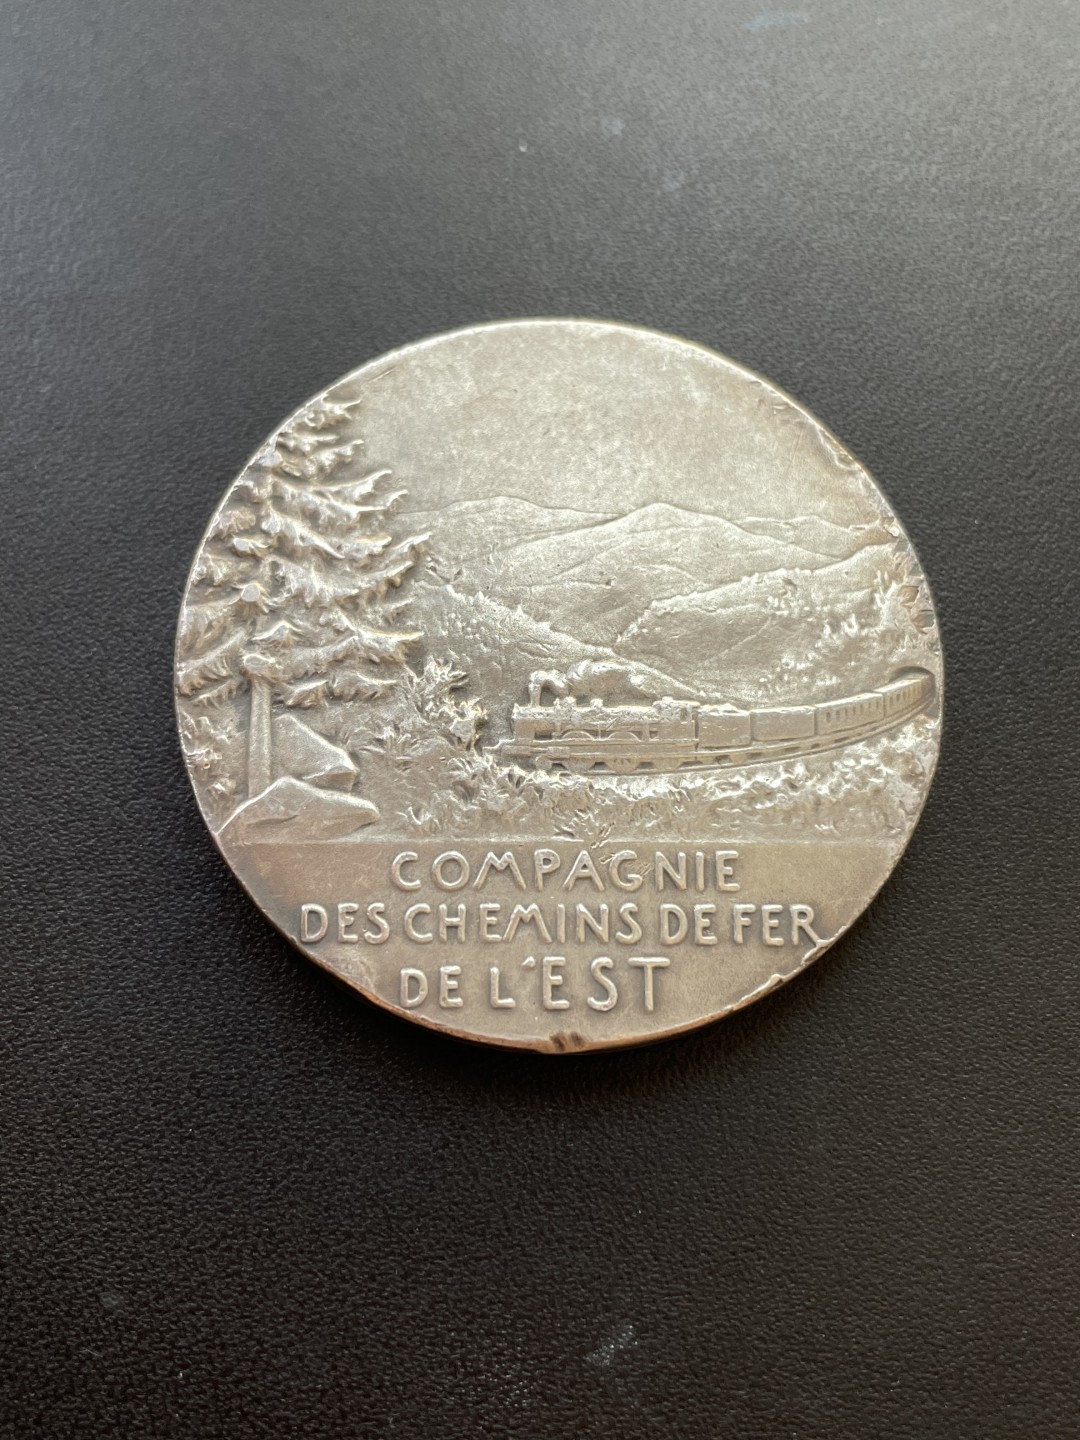 COMPAGNIE
DES CHEMINS DE FER
DE L'EST